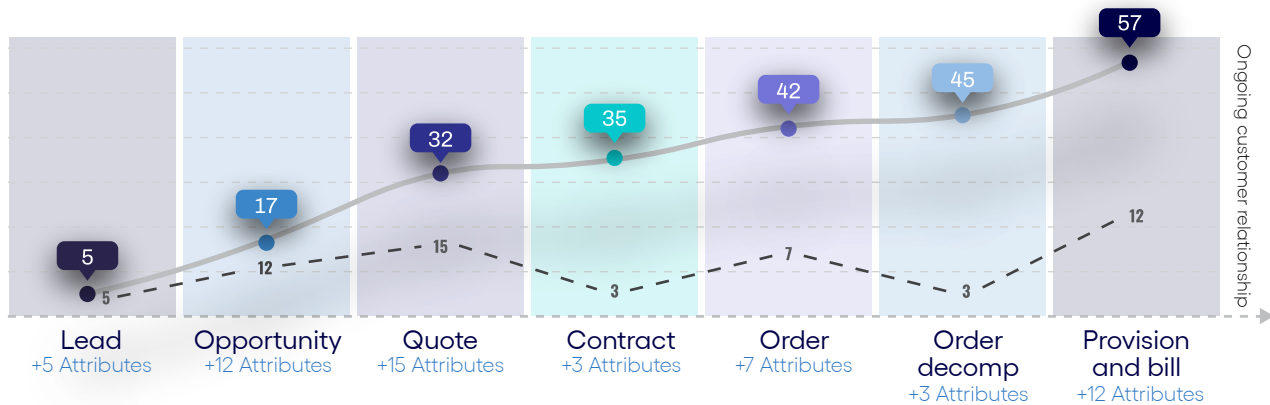 57
45
42
35
32
17
5
5
12
15
3
7
3
12
Ongoing customer relationship
Lead
+5 Attributes
Opportunity
+12 Attributes
Quote
+15 Attributes
Contract
+3 Attributes
Order
+7 Attributes
Order
decomp
+3 Attributes
Provision
and bill
+12 Attributes